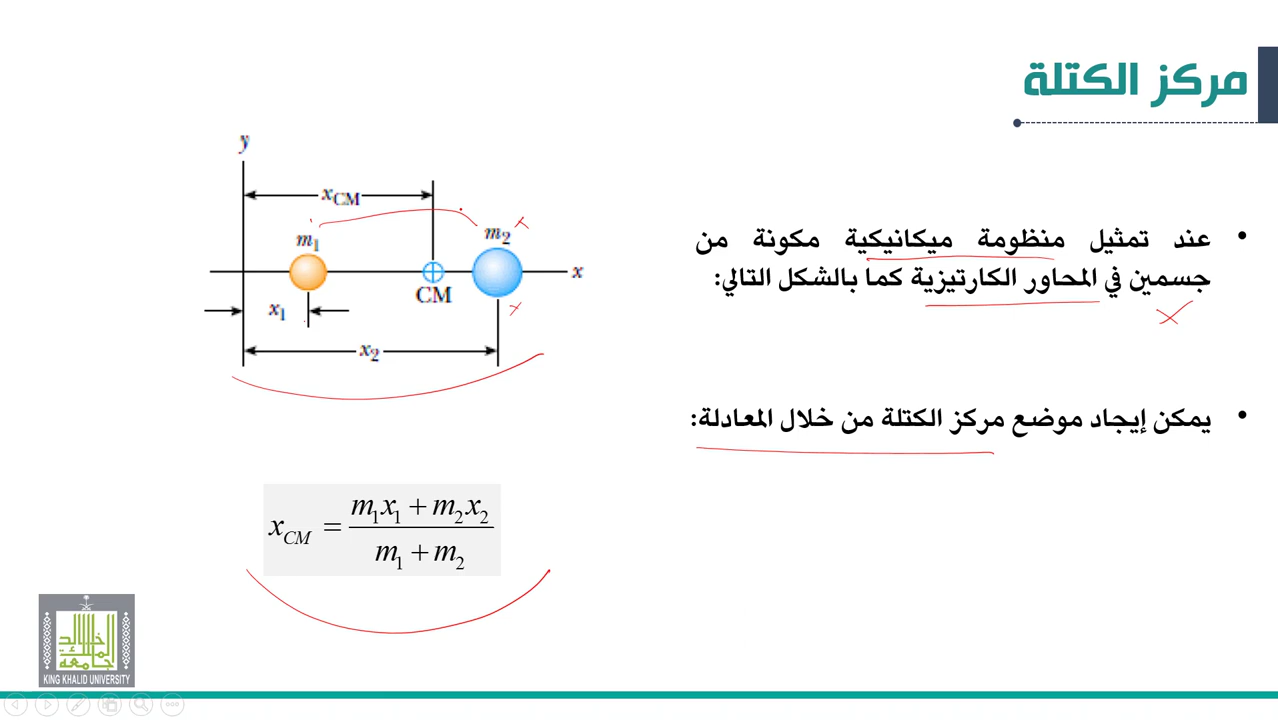 مركز الكتلة
• عند تمثيل منظومة ميكانيكية مكونة من
جسمين في المحاور الكارتيزية كما بالشكل التالي:
y
x_CM
m₁
m₂
x
CM
x₁
x₂
• يمكن إيجاد موضع مركز الكتلة من خلال المعادلة:
x_CM = (m₁x₁ + m₂x₂) / (m₁ + m₂)
جامعة الملك خالد
KING KHALID UNIVERSITY